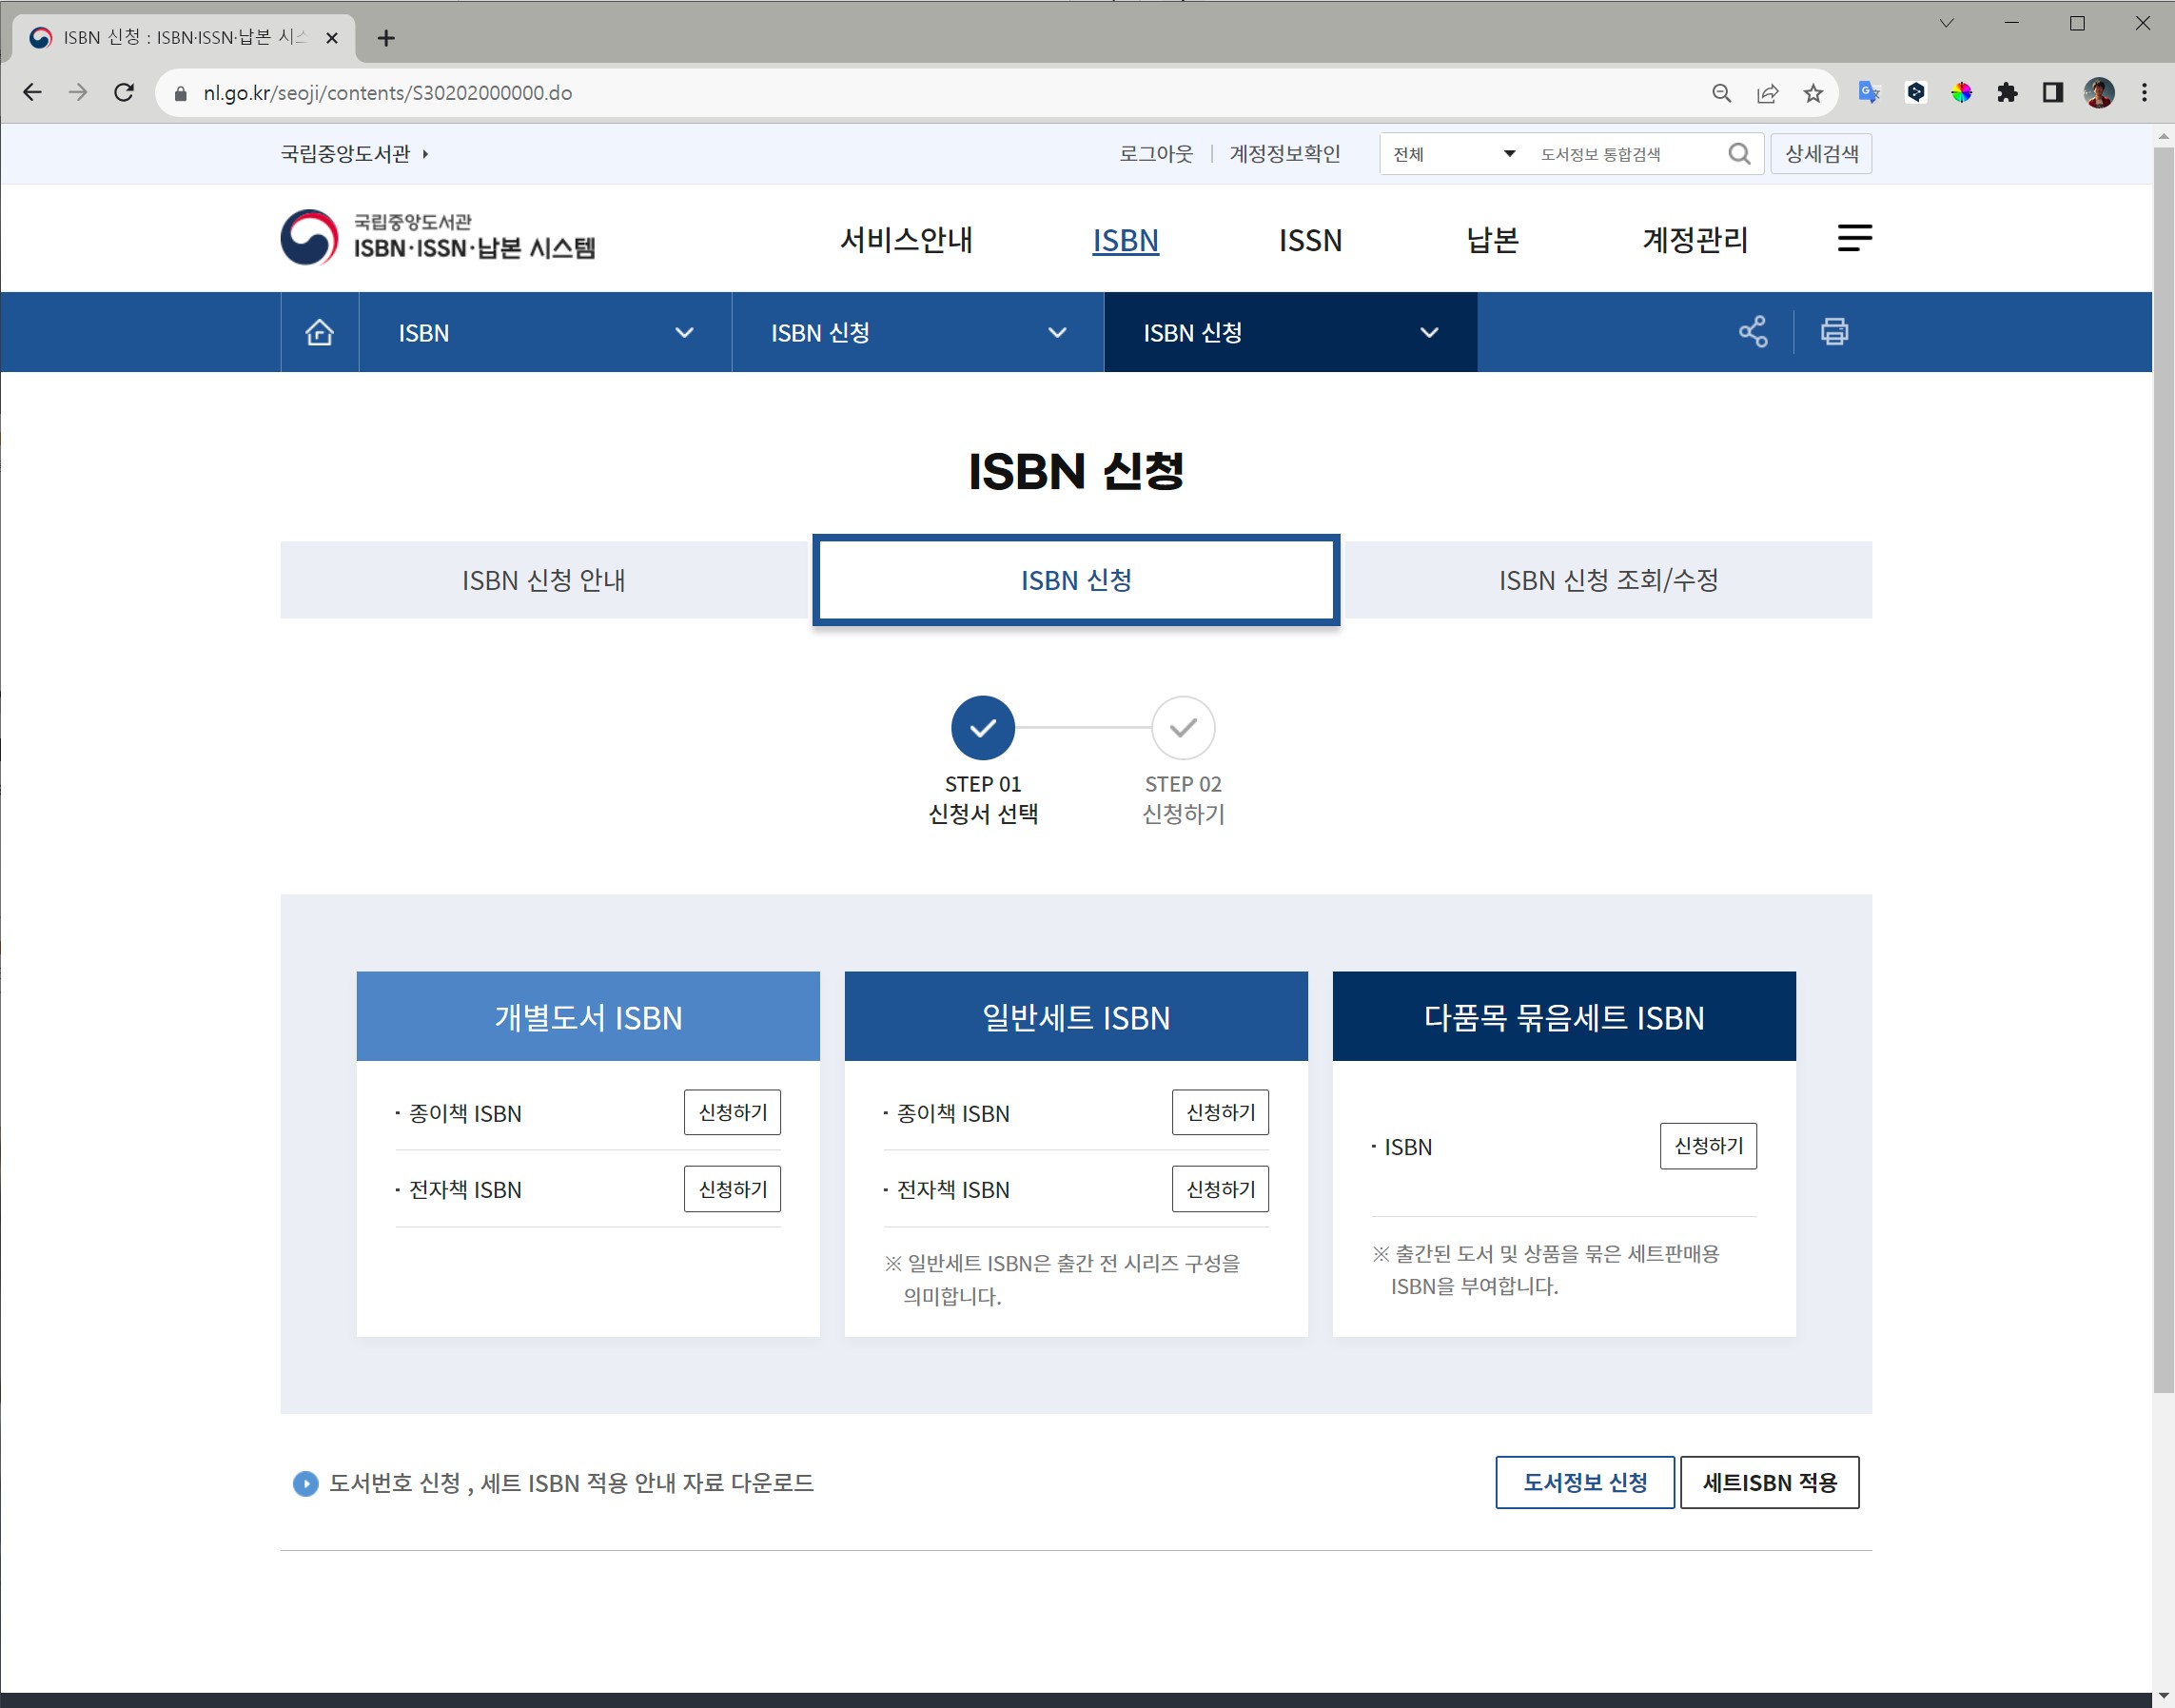 ISBN 신청 : ISBN·ISSN·납본 시스
nl.go.kr/seoji/contents/S30202000000.do
국립중앙도서관
로그아웃
계정정보확인
전체
도서정보 통합검색
상세검색
국립중앙도서관
ISBN·ISSN·납본 시스템
서비스안내
ISBN
ISSN
납본
계정관리
ISBN
ISBN 신청
ISBN 신청
ISBN 신청
ISBN 신청 안내
ISBN 신청
ISBN 신청 조회/수정
STEP 01
신청서 선택
STEP 02
신청하기
개별도서 ISBN
· 종이책 ISBN
신청하기
· 전자책 ISBN
신청하기
일반세트 ISBN
· 종이책 ISBN
신청하기
· 전자책 ISBN
신청하기
※ 일반세트 ISBN은 출간 전 시리즈 구성을
의미합니다.
다품목 묶음세트 ISBN
· ISBN
신청하기
※ 출간된 도서 및 상품을 묶은 세트판매용
ISBN을 부여합니다.
도서번호 신청 , 세트 ISBN 적용 안내 자료 다운로드
도서정보 신청
세트ISBN 적용